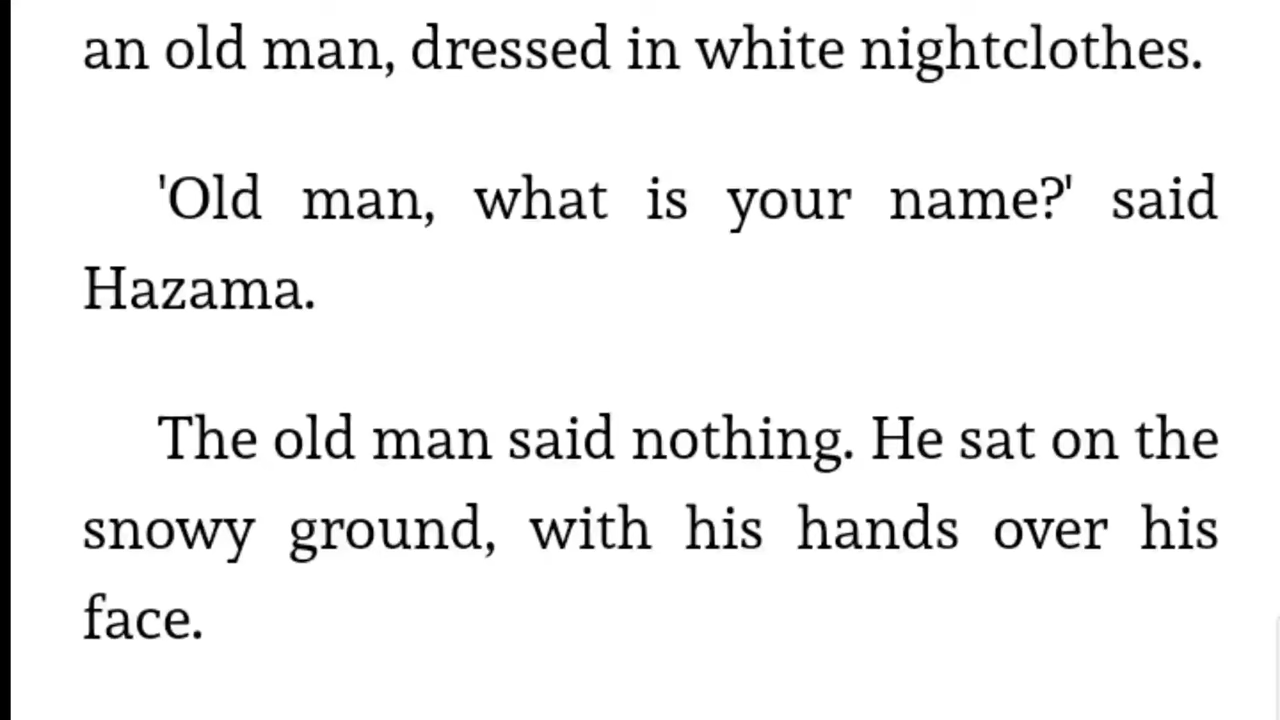 an old man, dressed in white nightclothes.
'Old man, what is your name?' said
Hazama.
The old man said nothing. He sat on the
snowy ground, with his hands over his
face.